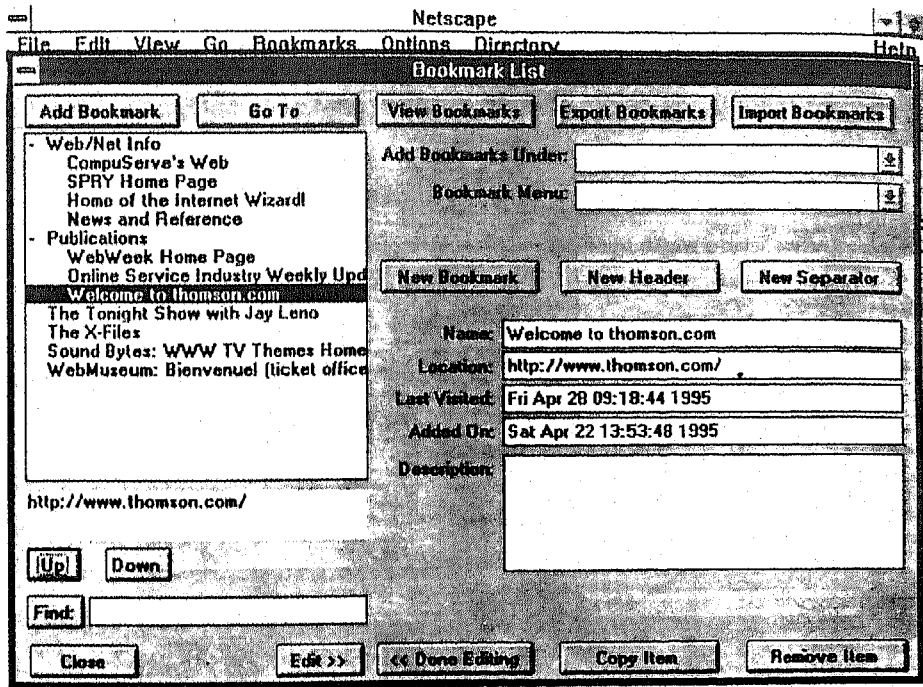 Netscape
File Edit View Go Bookmarks Options Directory Help
Bookmark List
Add Bookmark Go To View Bookmarks Export Bookmarks Import Bookmarks
- Web/Net Info
CompuServe's Web
SPRY Home Page
Home of the Internet Wizard!
News and Reference
- Publications
WebWeek Home Page
Online Service Industry Weekly Upd
Welcome to thomson.com
The Tonight Show with Jay Leno
The X-Files
Sound Bytes: WWW TV Themes Home
WebMuseum: Bienvenue! (ticket office
http://www.thomson.com/
Up Down
Find:
Close Edit >>
Add Bookmarks Under:
Bookmark Menu:
New Bookmark New Header New Separator
Name: Welcome to thomson.com
Location: http://www.thomson.com/
Last Visited: Fri Apr 28 09:18:44 1995
Added On: Sat Apr 22 13:53:48 1995
Description:
<< Done Editing Copy Item Remove Item